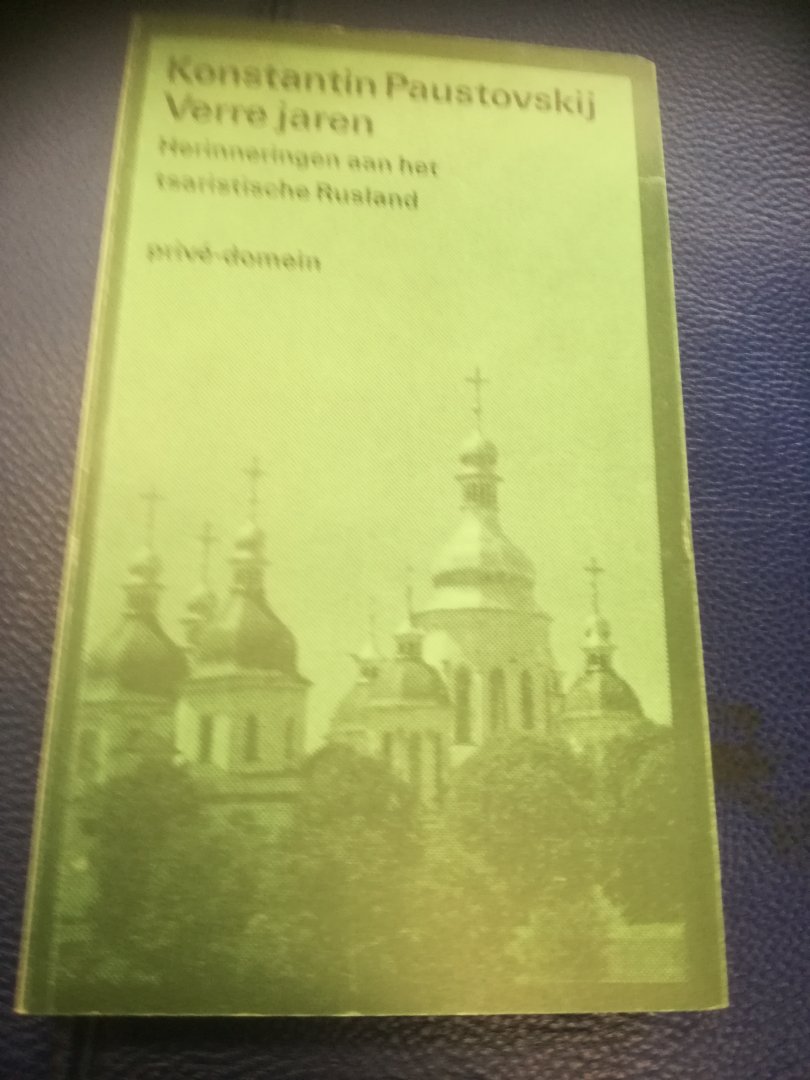 Konstantin Paustovskij
Verre jaren
Herinneringen aan het
tsaristische Rusland
privé-domein